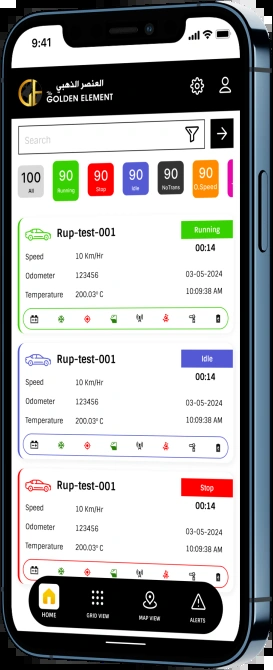 9:41
العنصر الذهبي
GOLDEN ELEMENT
Search
100 90 90 90 90 90
All Running Stop Idle NoTrans O.Speed
Rup-test-001 Running
Speed 10 Km/Hr 00:14
Odometer 123456 03-05-2024
Temperature 200.03° C 10:09:38 AM
Rup-test-001 Idle
Speed 10 Km/Hr 00:14
Odometer 123456 03-05-2024
Temperature 200.03° C 10:09:38 AM
Rup-test-001 Stop
Speed 10 Km/Hr 00:14
Odometer 123456 03-05-2024
Temperature 200.03° C 10:09:38 AM
HOME GRID VIEW MAP VIEW ALERTS